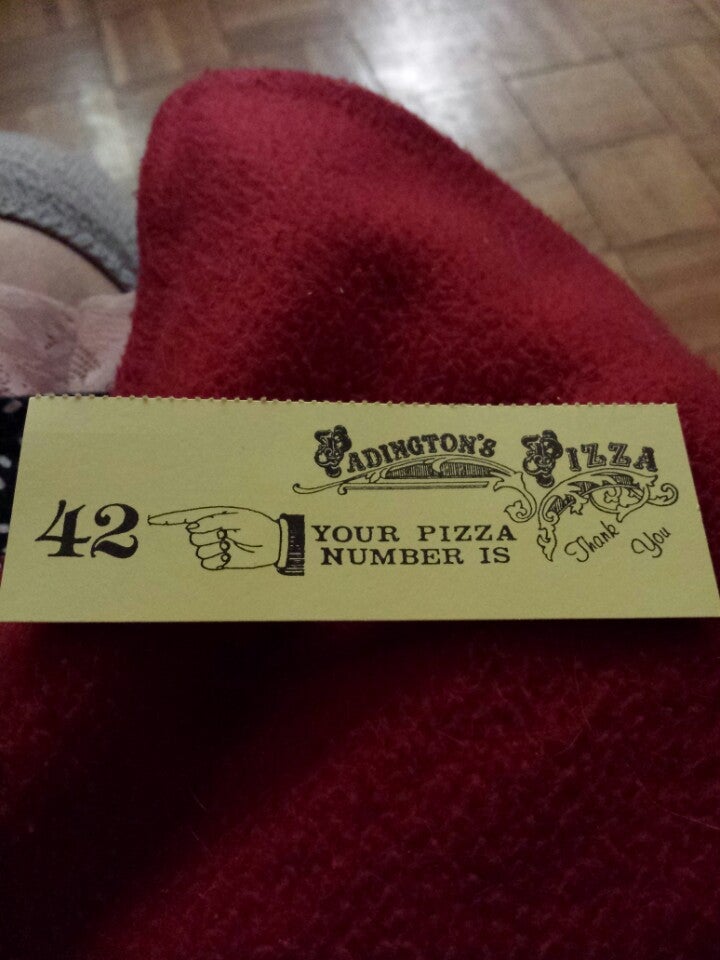 PADINGTON'S PIZZA
42 YOUR PIZZA
NUMBER IS
Thank You